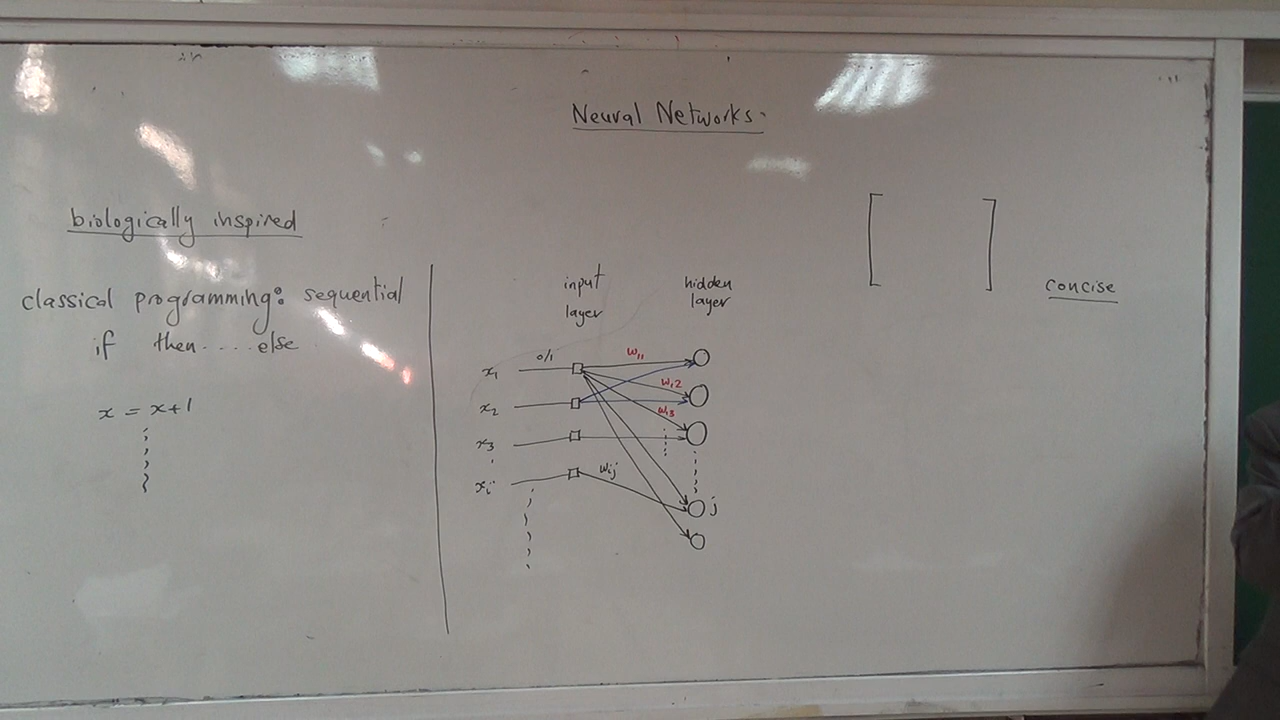 Neural Networks.
biologically inspired
classical programming: sequential
if then.....else
x = x+1
input
layer
hidden
layer
0/1
x1
x2
x3
xi
w11
w12
w13
wij
j
[ ]
concise